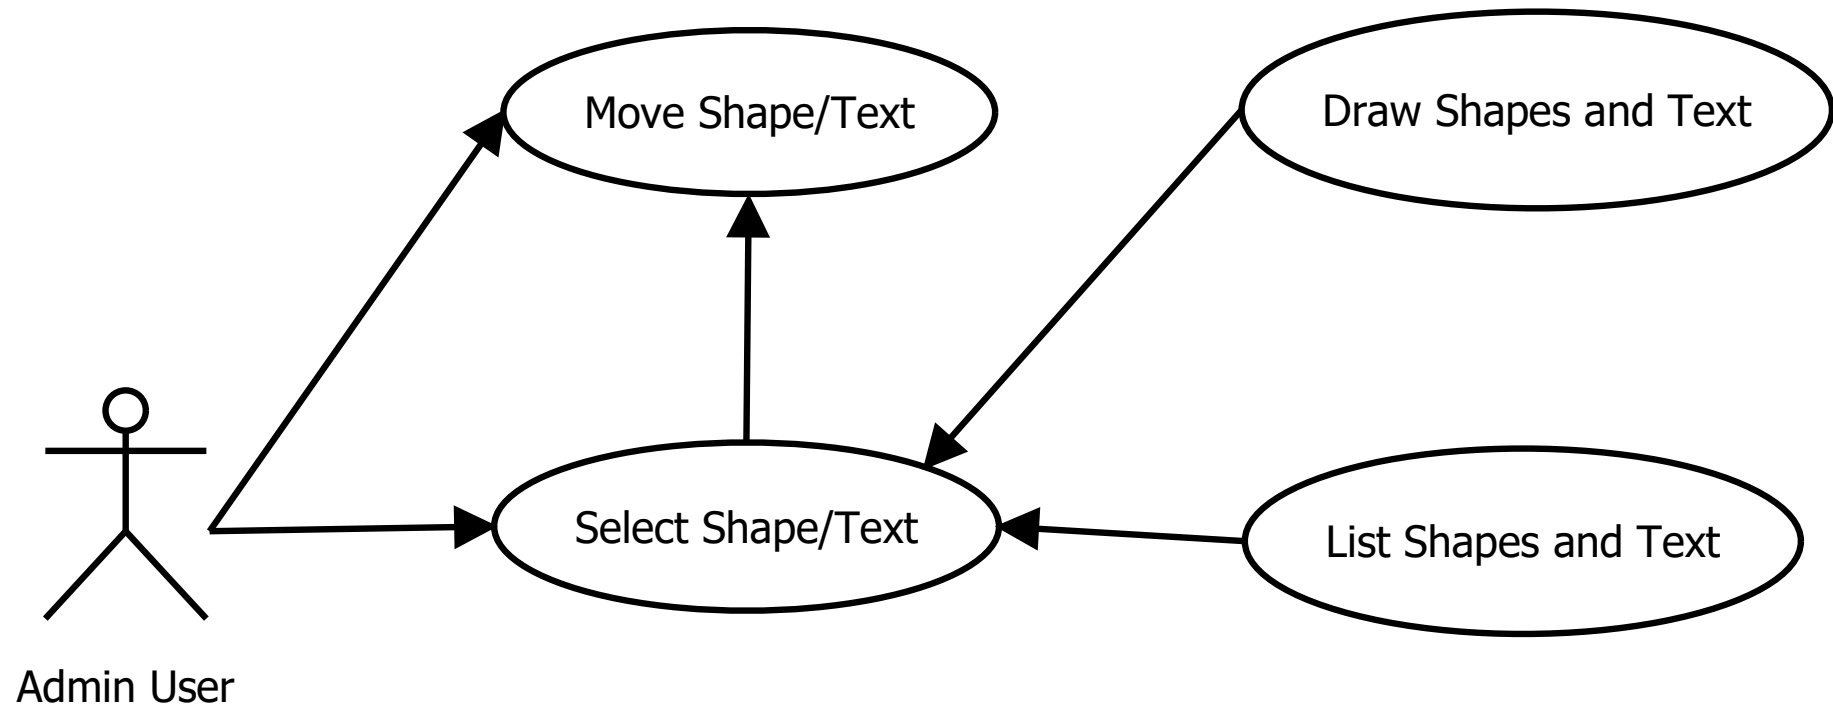 Move Shape/Text
Draw Shapes and Text
Select Shape/Text
List Shapes and Text
Admin User